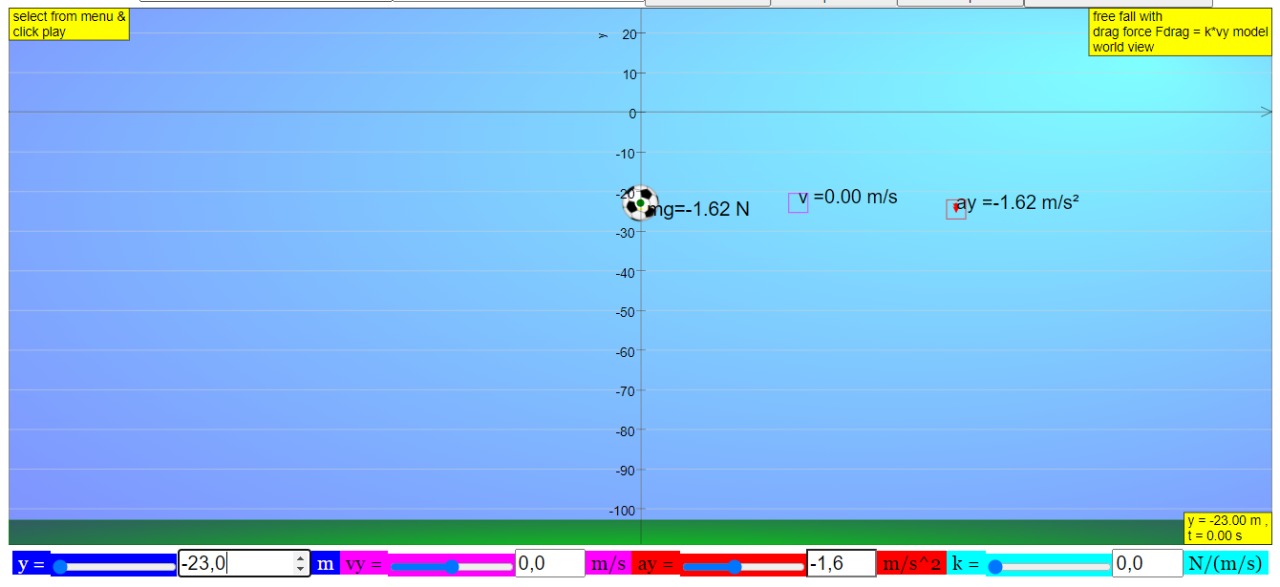 select from menu &
click play
free fall with
drag force Fdrag = k*vy model
world view
y
20
10
0
-10
-20
mg=-1.62 N
v =0.00 m/s
ay =-1.62 m/s²
-30
-40
-50
-60
-70
-80
-90
-100
y = -23.00 m ,
t = 0.00 s
y = -23,0 m vy = 0,0 m/s ay = -1,6 m/s^2 k = 0,0 N/(m/s)